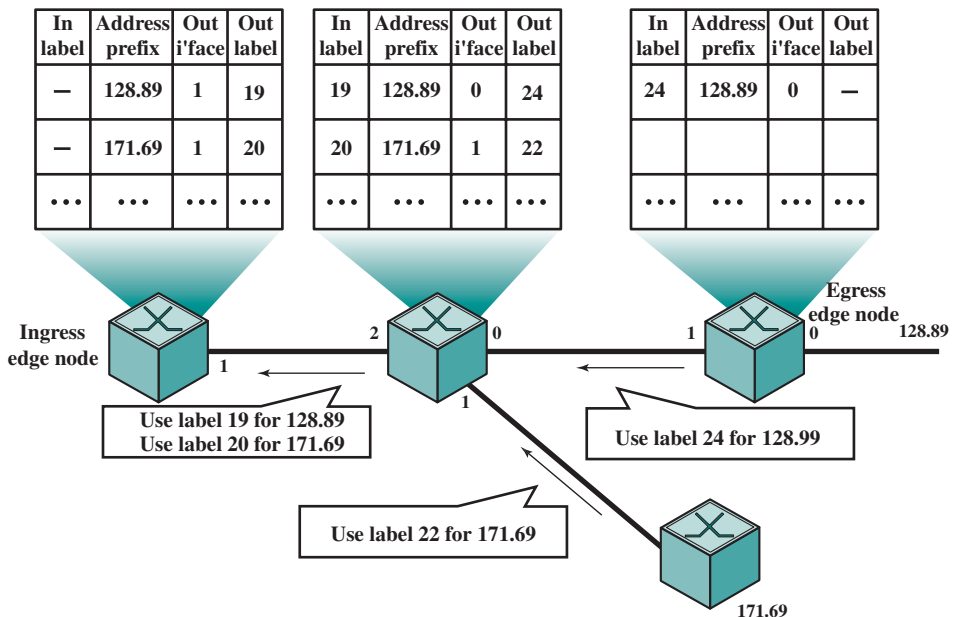 In label Address prefix Out i'face Out label
— 128.89 1 19
— 171.69 1 20
••• ••• ••• •••
In label Address prefix Out i'face Out label
19 128.89 0 24
20 171.69 1 22
••• ••• ••• •••
In label Address prefix Out i'face Out label
24 128.89 0 —
••• ••• ••• •••
Ingress
edge node
1
2
0
1
1
Egress
edge node
0
128.89
Use label 19 for 128.89
Use label 20 for 171.69
Use label 24 for 128.99
Use label 22 for 171.69
171.69